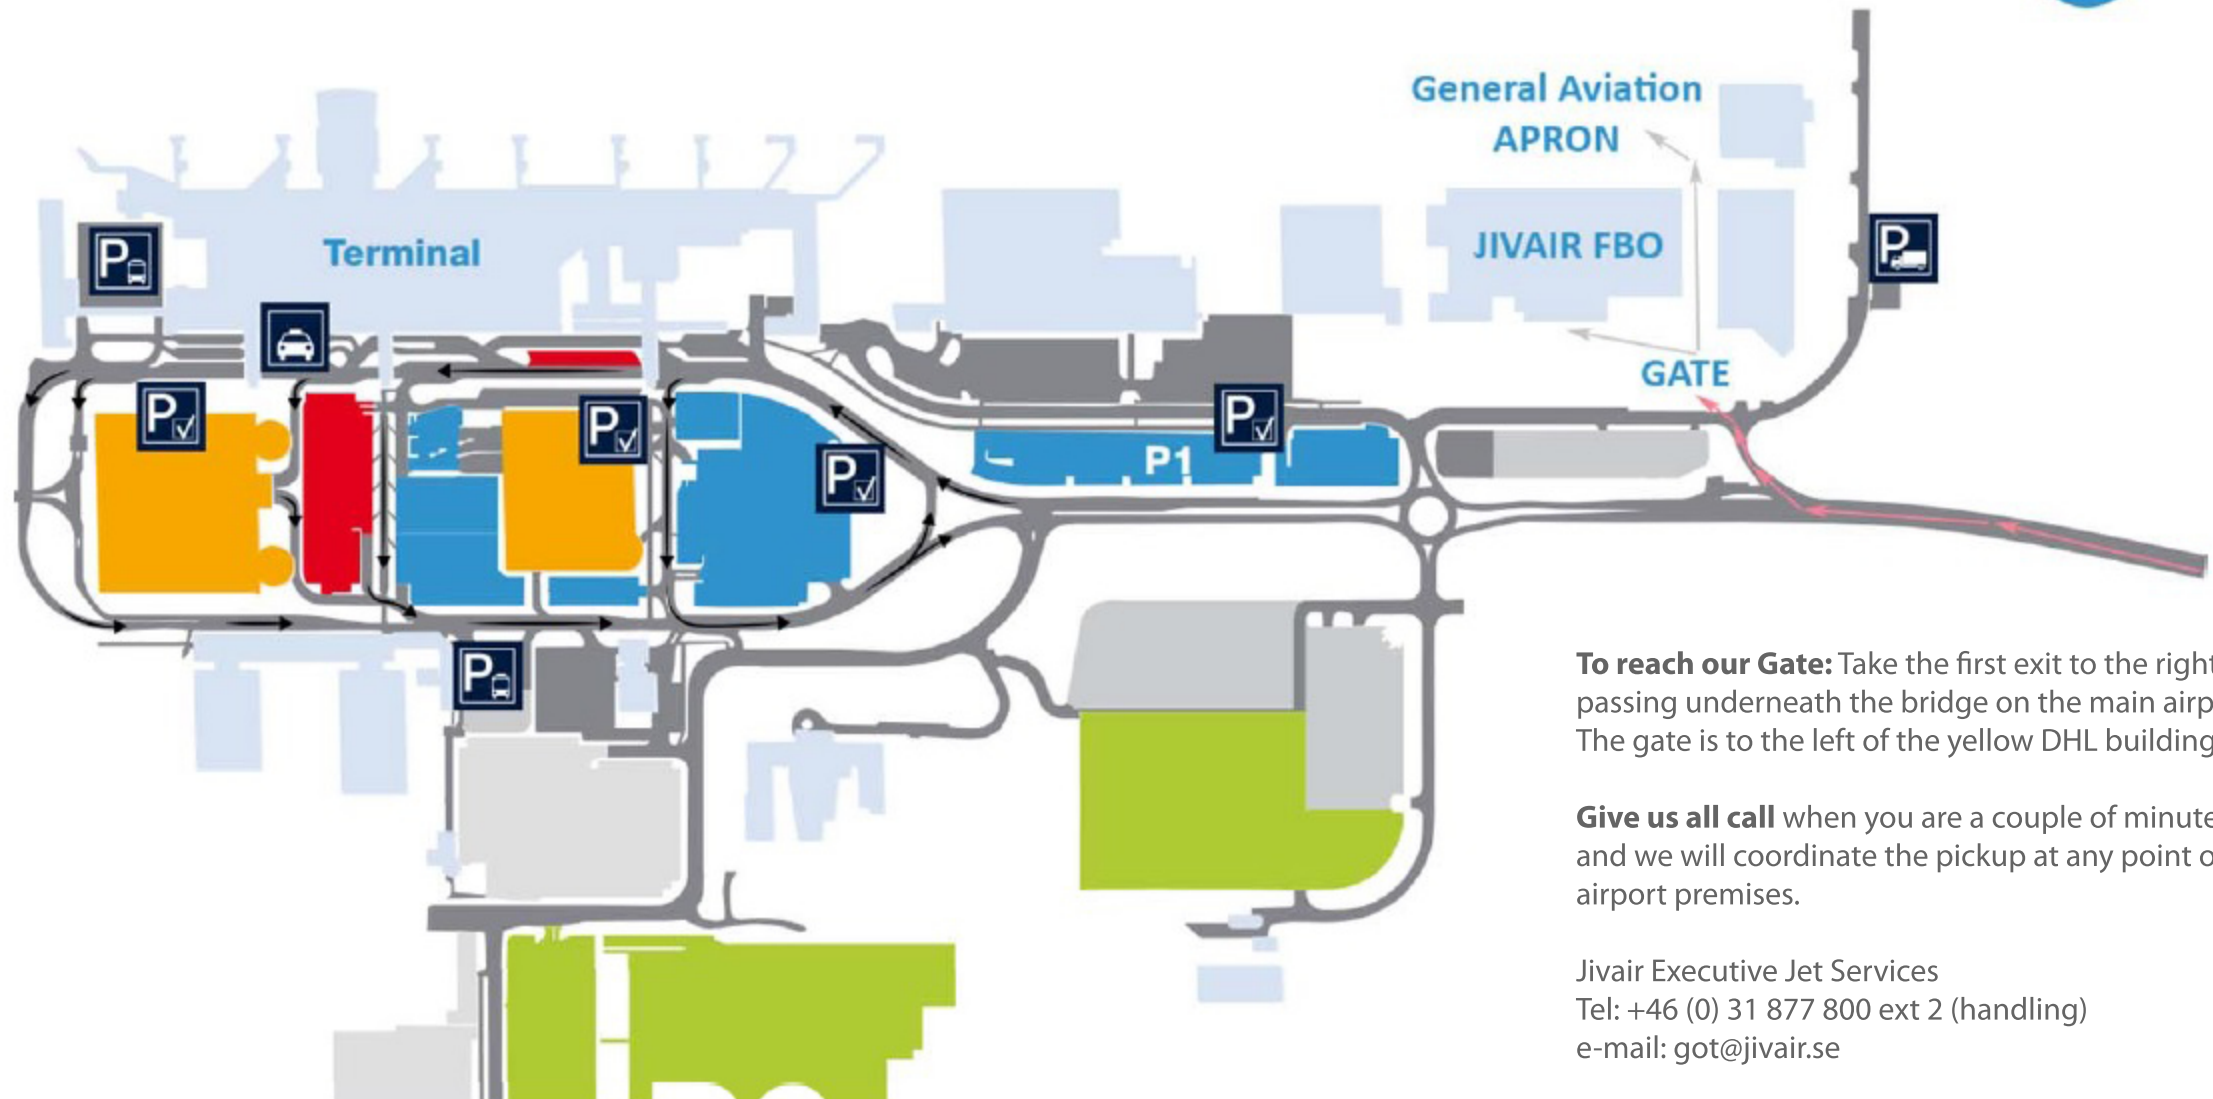 General Aviation
APRON
Terminal
JIVAIR FBO
P
P
GATE
P
P
P
P
P1
P
To reach our Gate: Take the first exit to the right
passing underneath the bridge on the main
The gate is to the left of the yellow DHL building
Give us all call when you are a couple of
and we will coordinate the pickup at any point
airport premises.
Jivair Executive Jet Services
Tel: +46 (0) 31 877 800 ext 2 (handling)
e-mail: got@jivair.se